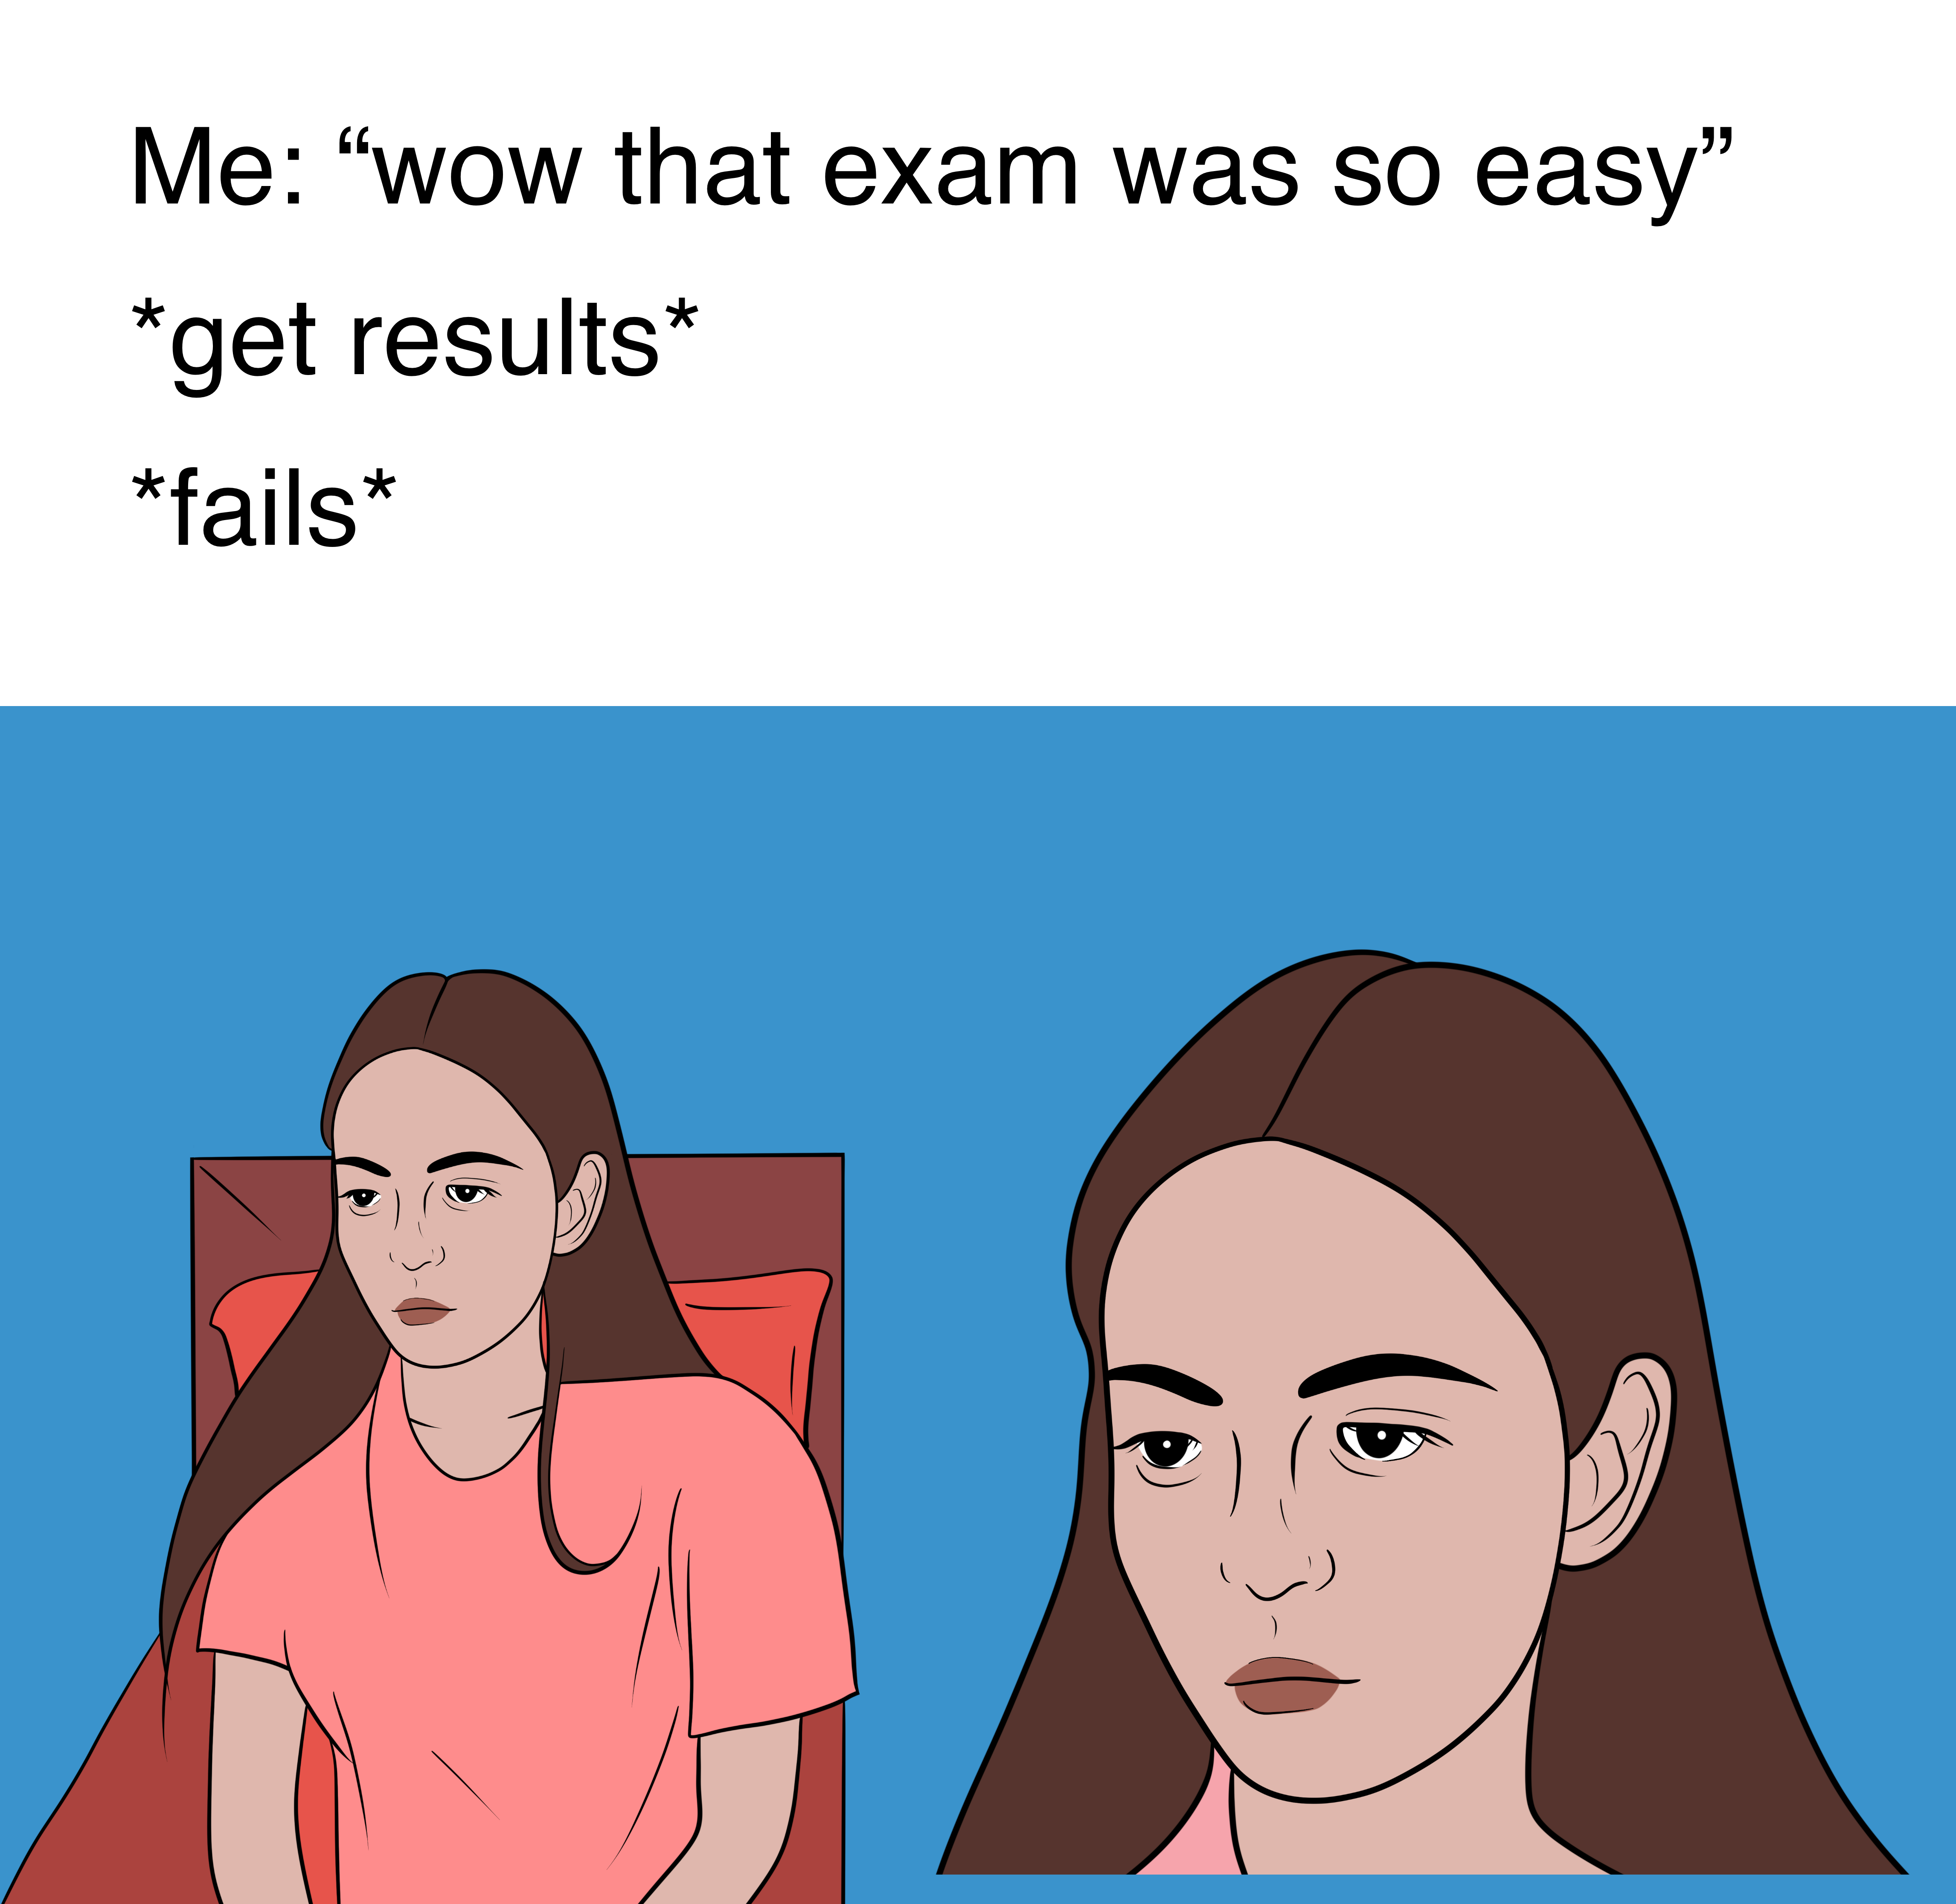 Me: “wow that exam was so easy”
*get results*
*fails*